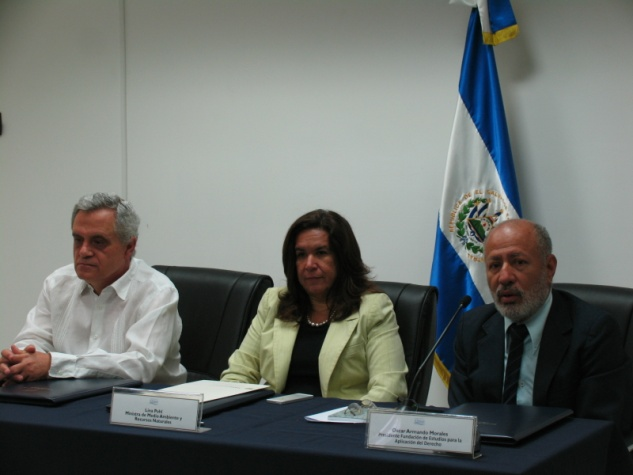 Lina Pohl
Ministra de Medio Ambiente y
Recursos Naturales
Oscar Armando Morales
Fundación de Estudios para la
Aplicación del Derecho